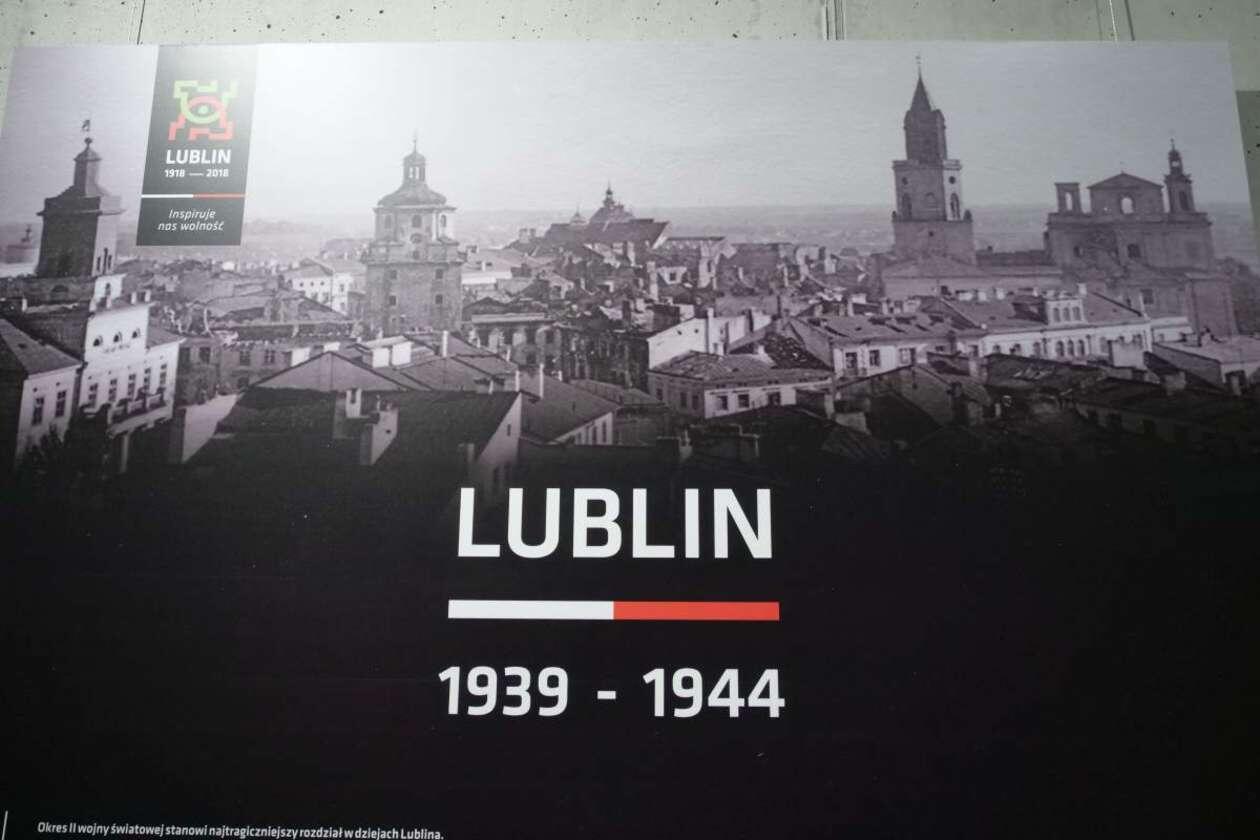 LUBLIN
1918 — 2018
Inspiruje
nas wolność
LUBLIN
1939 - 1944
Okres II wojny światowej stanowi najtragiczniejszy rozdział w dziejach Lublina.